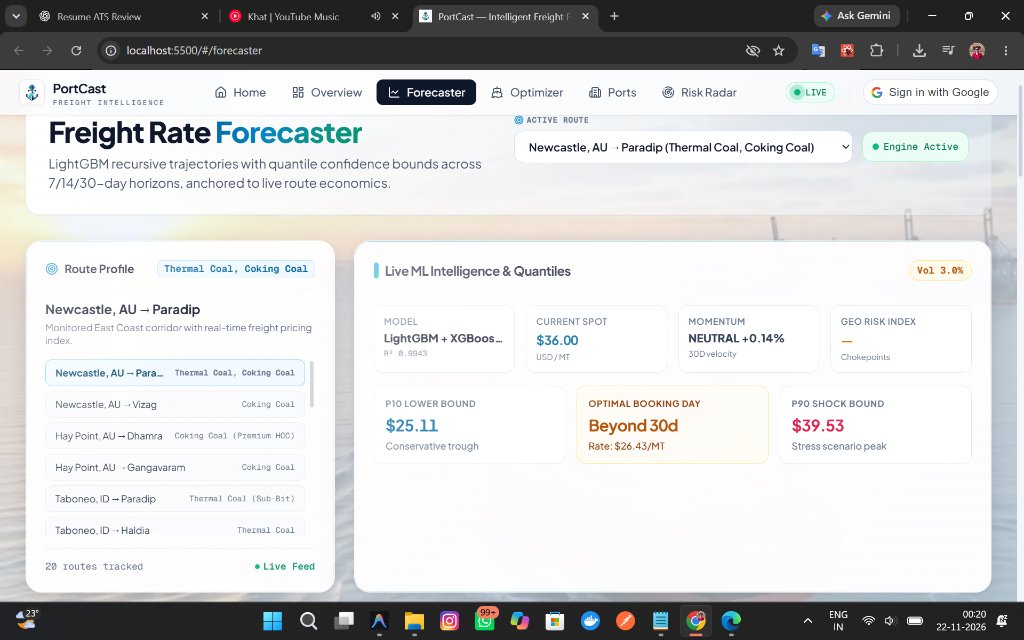 Resume ATS Review
Khat | YouTube Music
PortCast — Intelligent Freight F
Ask Gemini
localhost:5500/#/forecaster
PortCast
FREIGHT INTELLIGENCE
Home
Overview
Forecaster
Optimizer
Ports
Risk Radar
LIVE
Sign in with Google
Freight Rate Forecaster
LightGBM recursive trajectories with quantile confidence bounds across
7/14/30-day horizons, anchored to live route economics.
ACTIVE ROUTE
Newcastle, AU → Paradip (Thermal Coal, Coking Coal)
Engine Active
Route Profile
Thermal Coal, Coking Coal
Newcastle, AU → Paradip
Monitored East Coast corridor with real-time freight pricing
index.
Newcastle, AU → Para... Thermal Coal, Coking Coal
Newcastle, AU → Vizag Coking Coal
Hay Point, AU → Dhamra Coking Coal (Premium HCC)
Hay Point, AU → Gangavaram Coking Coal
Taboneo, ID → Paradip Thermal Coal (Sub-Bit)
Taboneo, ID → Haldia Thermal Coal
20 routes tracked
Live Feed
Live ML Intelligence & Quantiles
Vol 3.0%
MODEL
LightGBM + XGBoos...
R² 0.9943
CURRENT SPOT
$36.00
USD / MT
MOMENTUM
NEUTRAL +0.14%
30D velocity
GEO RISK INDEX
—
Chokepoints
P10 LOWER BOUND
$25.11
Conservative trough
OPTIMAL BOOKING DAY
Beyond 30d
Rate: $26.43/MT
P90 SHOCK BOUND
$39.53
Stress scenario peak
23°
99+
ENG
IN
00:20
22-11-2026